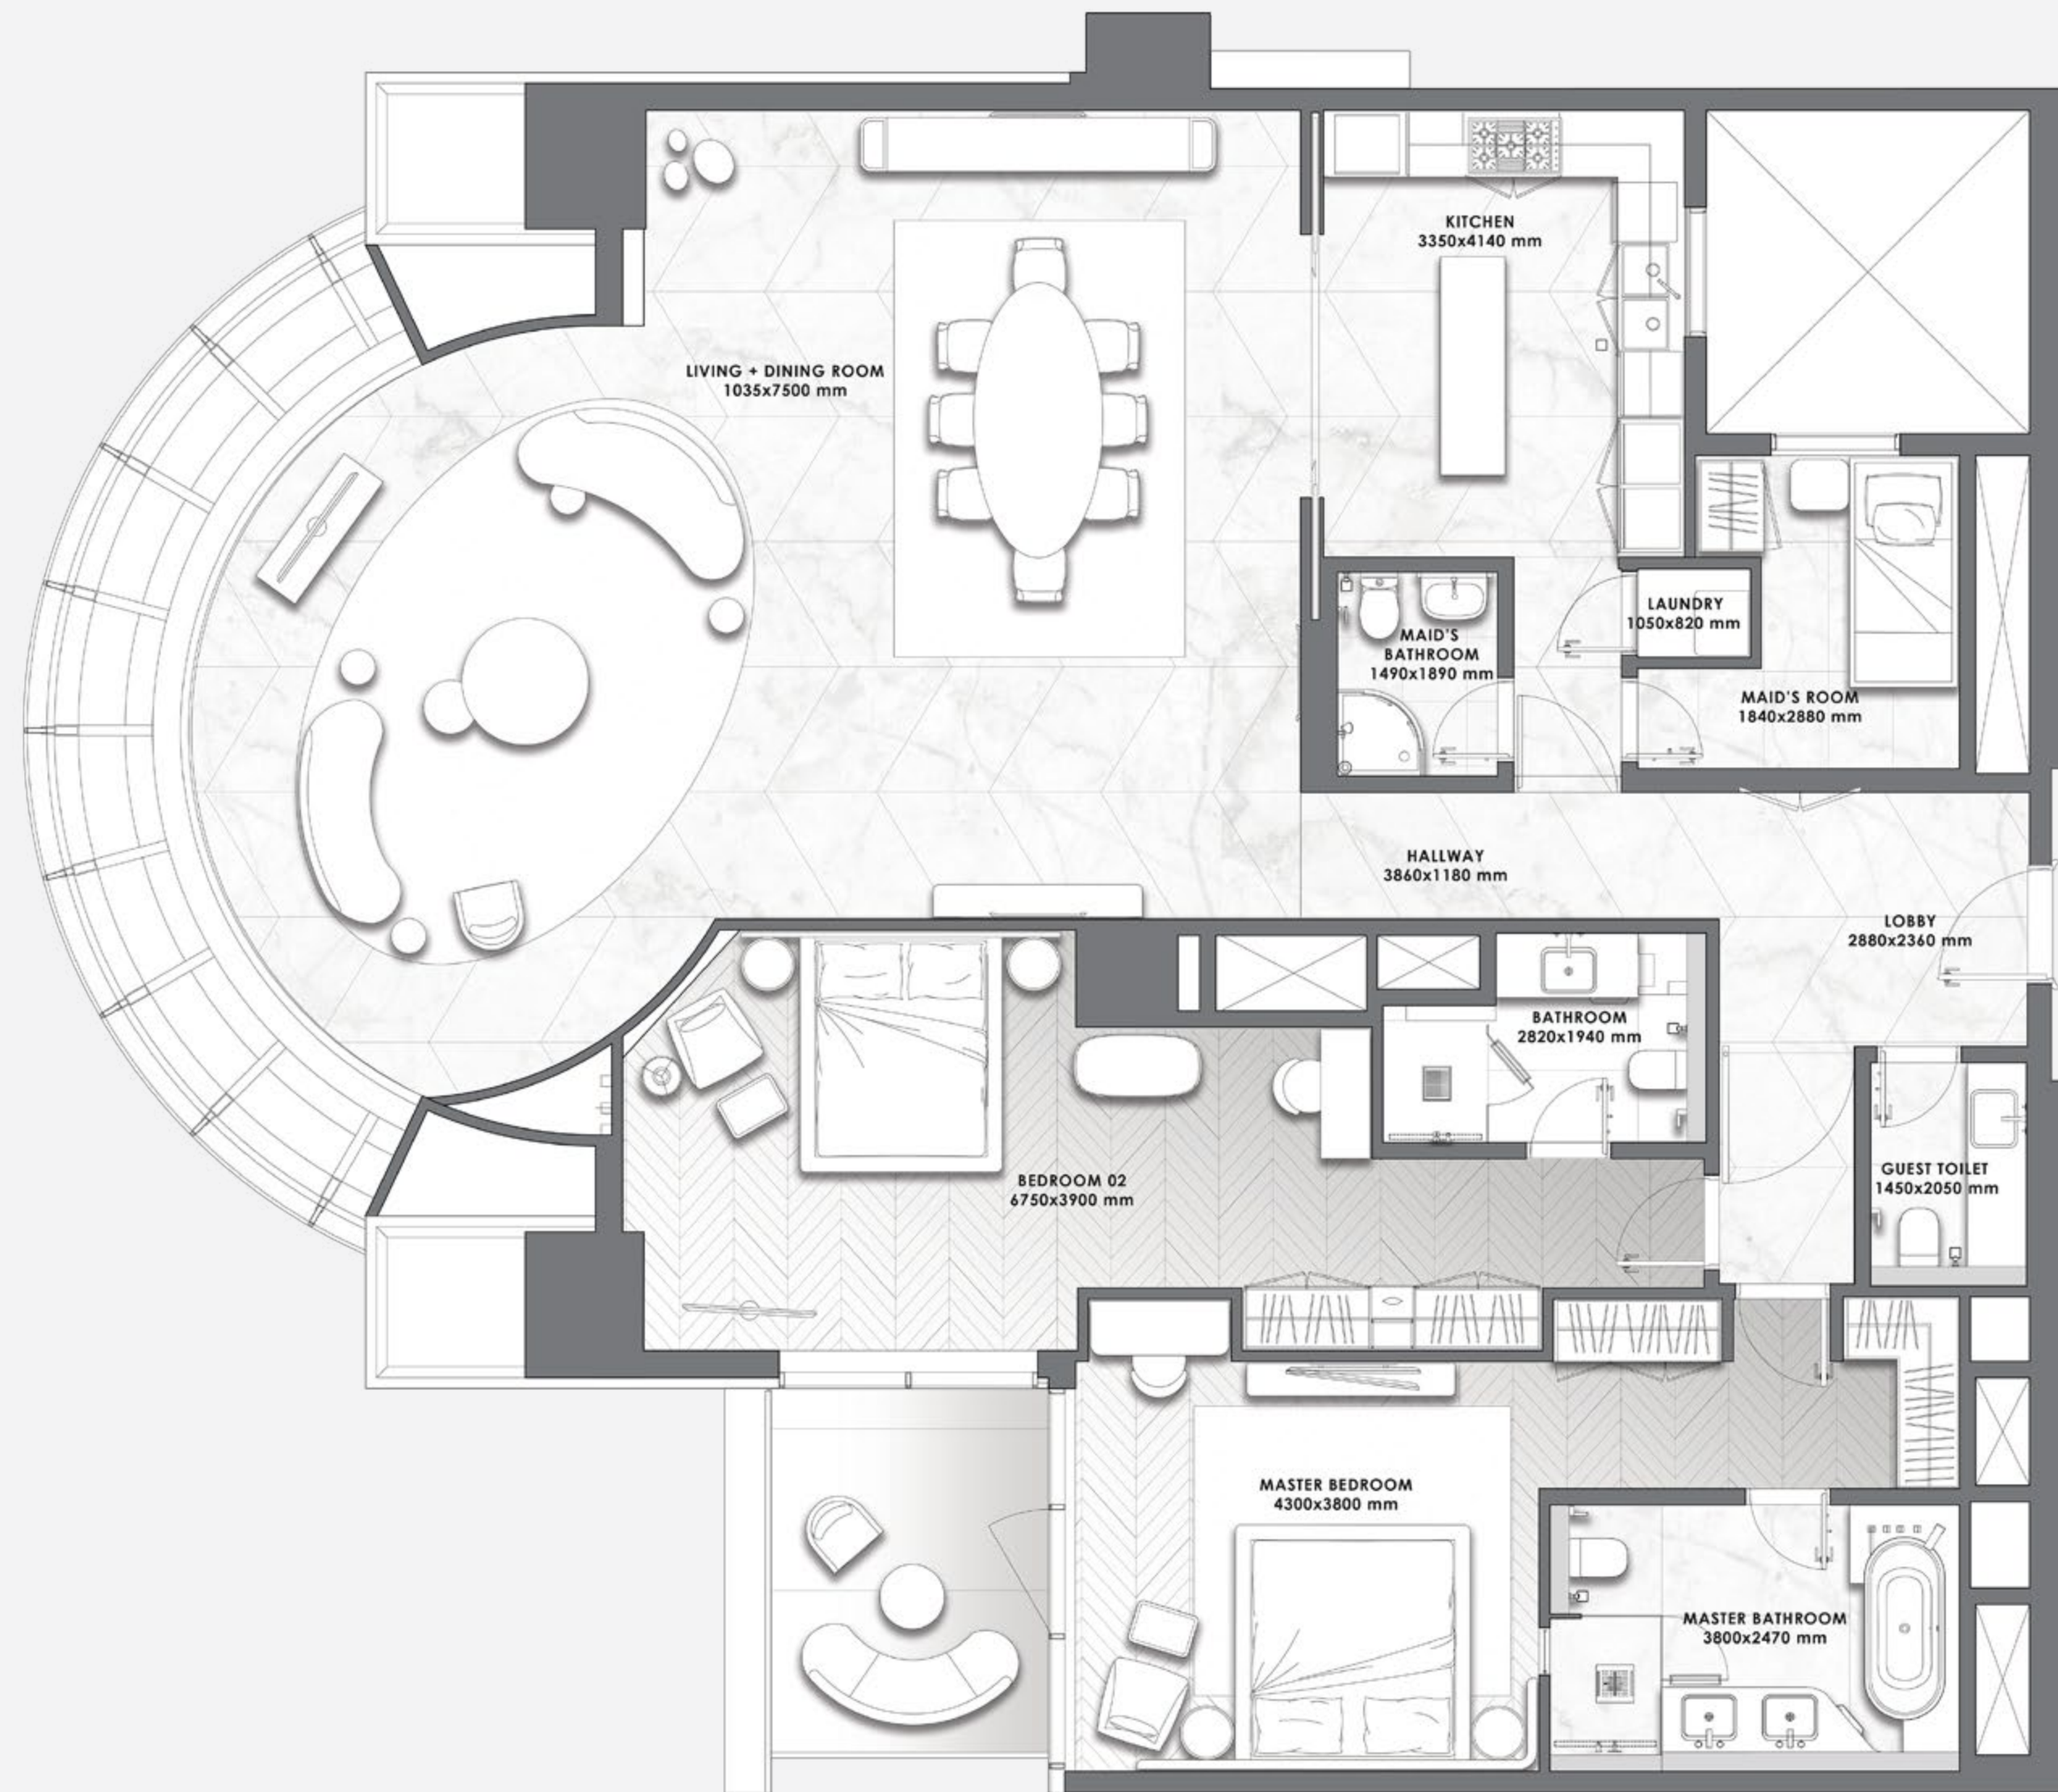 KITCHEN
3350x4140 mm
LIVING + DINING ROOM
1035x7500 mm
LAUNDRY
1050x820 mm
MAID'S
BATHROOM
1490x1890 mm
MAID'S ROOM
1840x2880 mm
HALLWAY
3860x1180 mm
LOBBY
2880x2360 mm
BATHROOM
2820x1940 mm
BEDROOM 02
6750x3900 mm
GUEST TOILET
1450x2050 mm
MASTER BEDROOM
4300x3800 mm
MASTER BATHROOM
3800x2470 mm